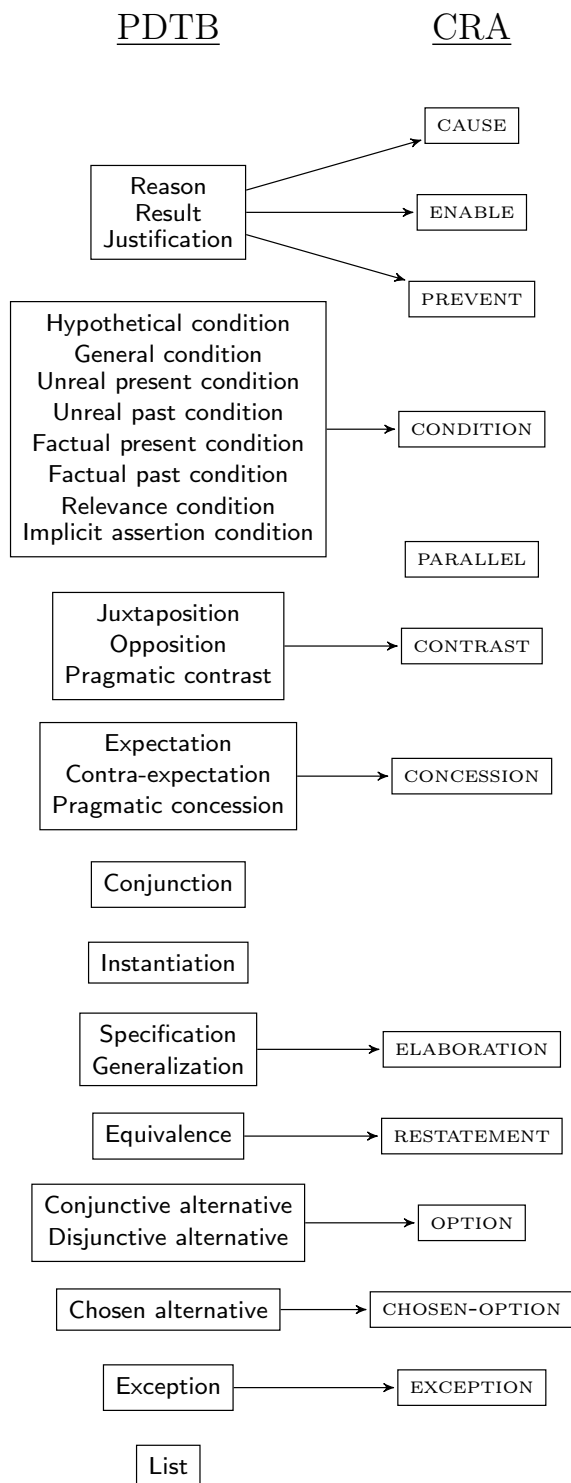 PDTB CRA
CAUSE
Reason
Result
Justification
ENABLE
PREVENT
Hypothetical condition
General condition
Unreal present condition
Unreal past condition
Factual present condition
Factual past condition
Relevance condition
Implicit assertion condition
CONDITION
PARALLEL
Juxtaposition
Opposition
Pragmatic contrast
CONTRAST
Expectation
Contra-expectation
Pragmatic concession
CONCESSION
Conjunction
Instantiation
Specification
Generalization
ELABORATION
Equivalence
RESTATEMENT
Conjunctive alternative
Disjunctive alternative
OPTION
Chosen alternative
CHOSEN-OPTION
Exception
EXCEPTION
List